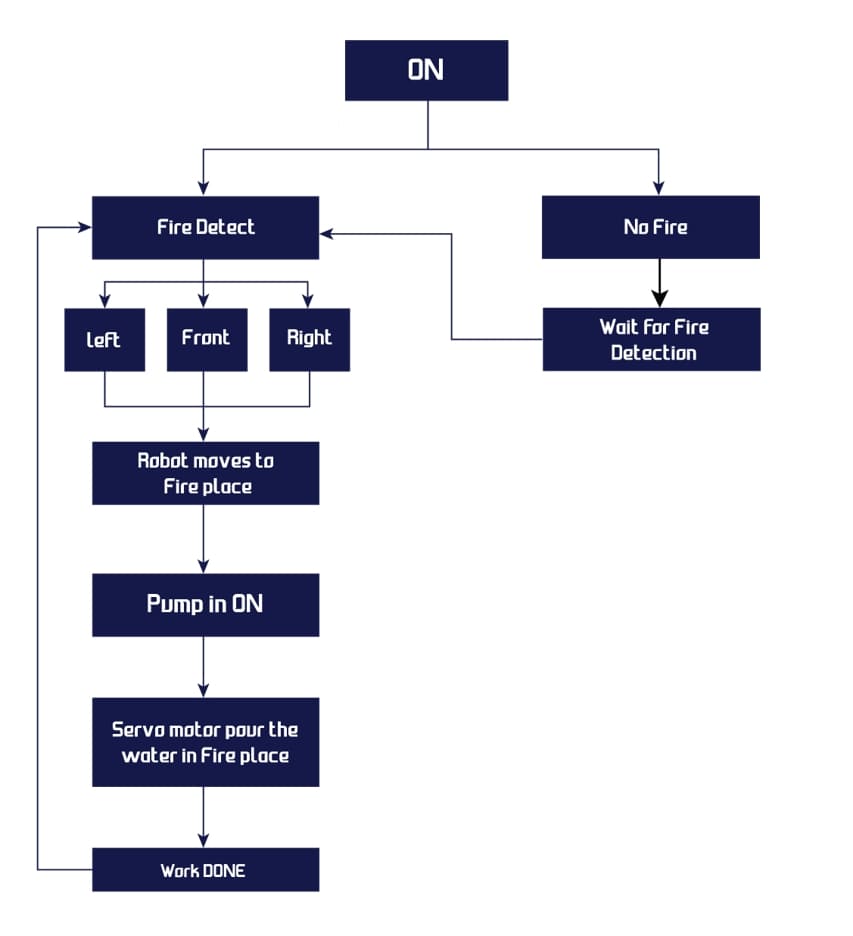 ON
Fire Detect
No Fire
left
Front
Right
Wait for Fire
Detection
Robot moves to
Fire place
Pump in ON
Servo motor pour the
water in Fire place
Work DONE